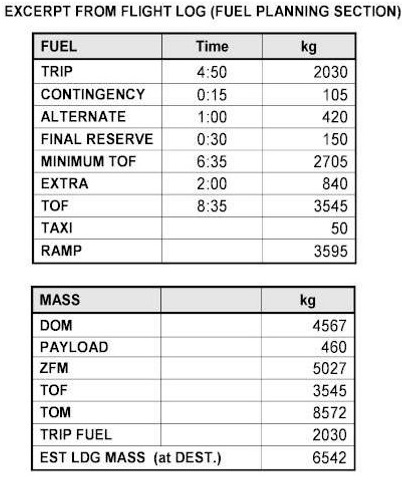 EXCERPT FROM FLIGHT LOG (FUEL PLANNING SECTION)
FUEL Time kg
TRIP 4:50 2030
CONTINGENCY 0:15 105
ALTERNATE 1:00 420
FINAL RESERVE 0:30 150
MINIMUM TOF 6:35 2705
EXTRA 2:00 840
TOF 8:35 3545
TAXI 50
RAMP 3595
MASS kg
DOM 4567
PAYLOAD 460
ZFM 5027
TOF 3545
TOM 8572
TRIP FUEL 2030
EST LDG MASS (at DEST.) 6542